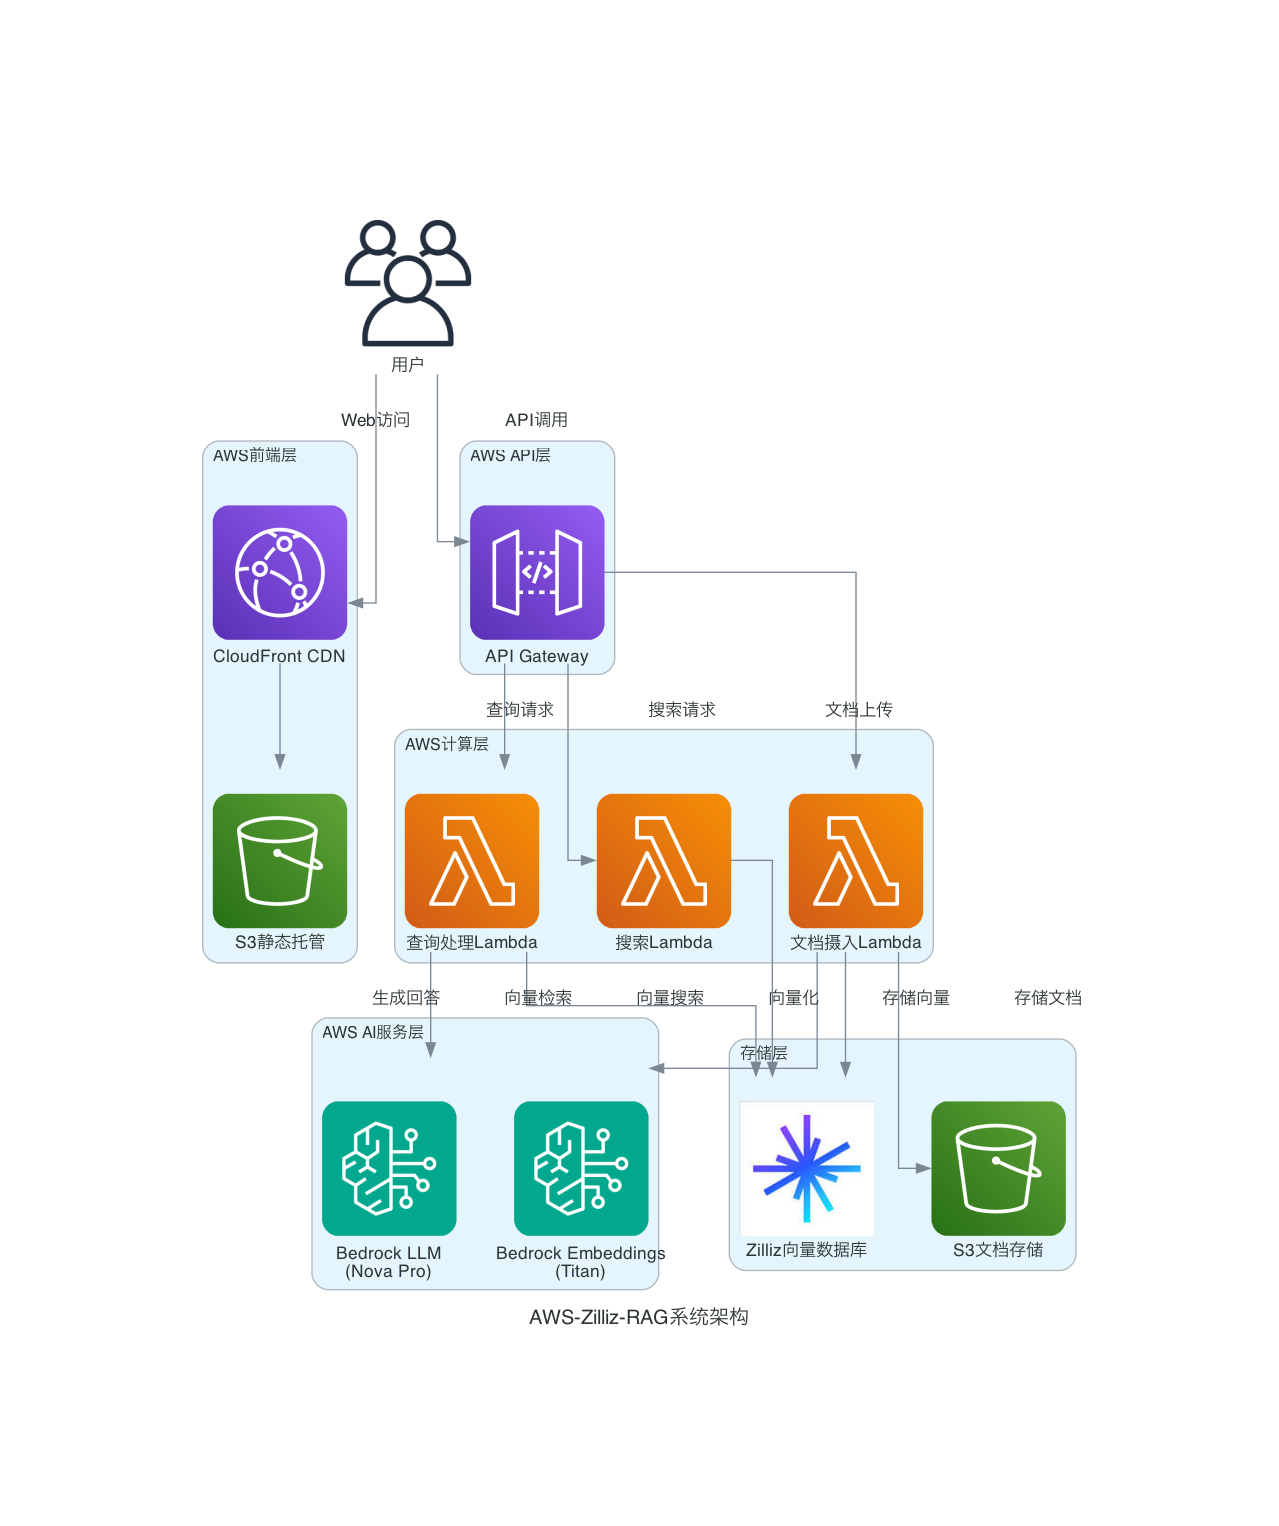 用户
Web访问
API调用
AWS前端层
AWS API层
CloudFront CDN
API Gateway
查询请求
搜索请求
文档上传
AWS计算层
S3静态托管
查询处理Lambda
搜索Lambda
文档摄入Lambda
生成回答
向量检索
向量搜索
向量化
存储向量
存储文档
AWS AI服务层
存储层
Bedrock LLM
(Nova Pro)
Bedrock Embeddings
(Titan)
Zilliz向量数据库
S3文档存储
AWS-Zilliz-RAG系统架构